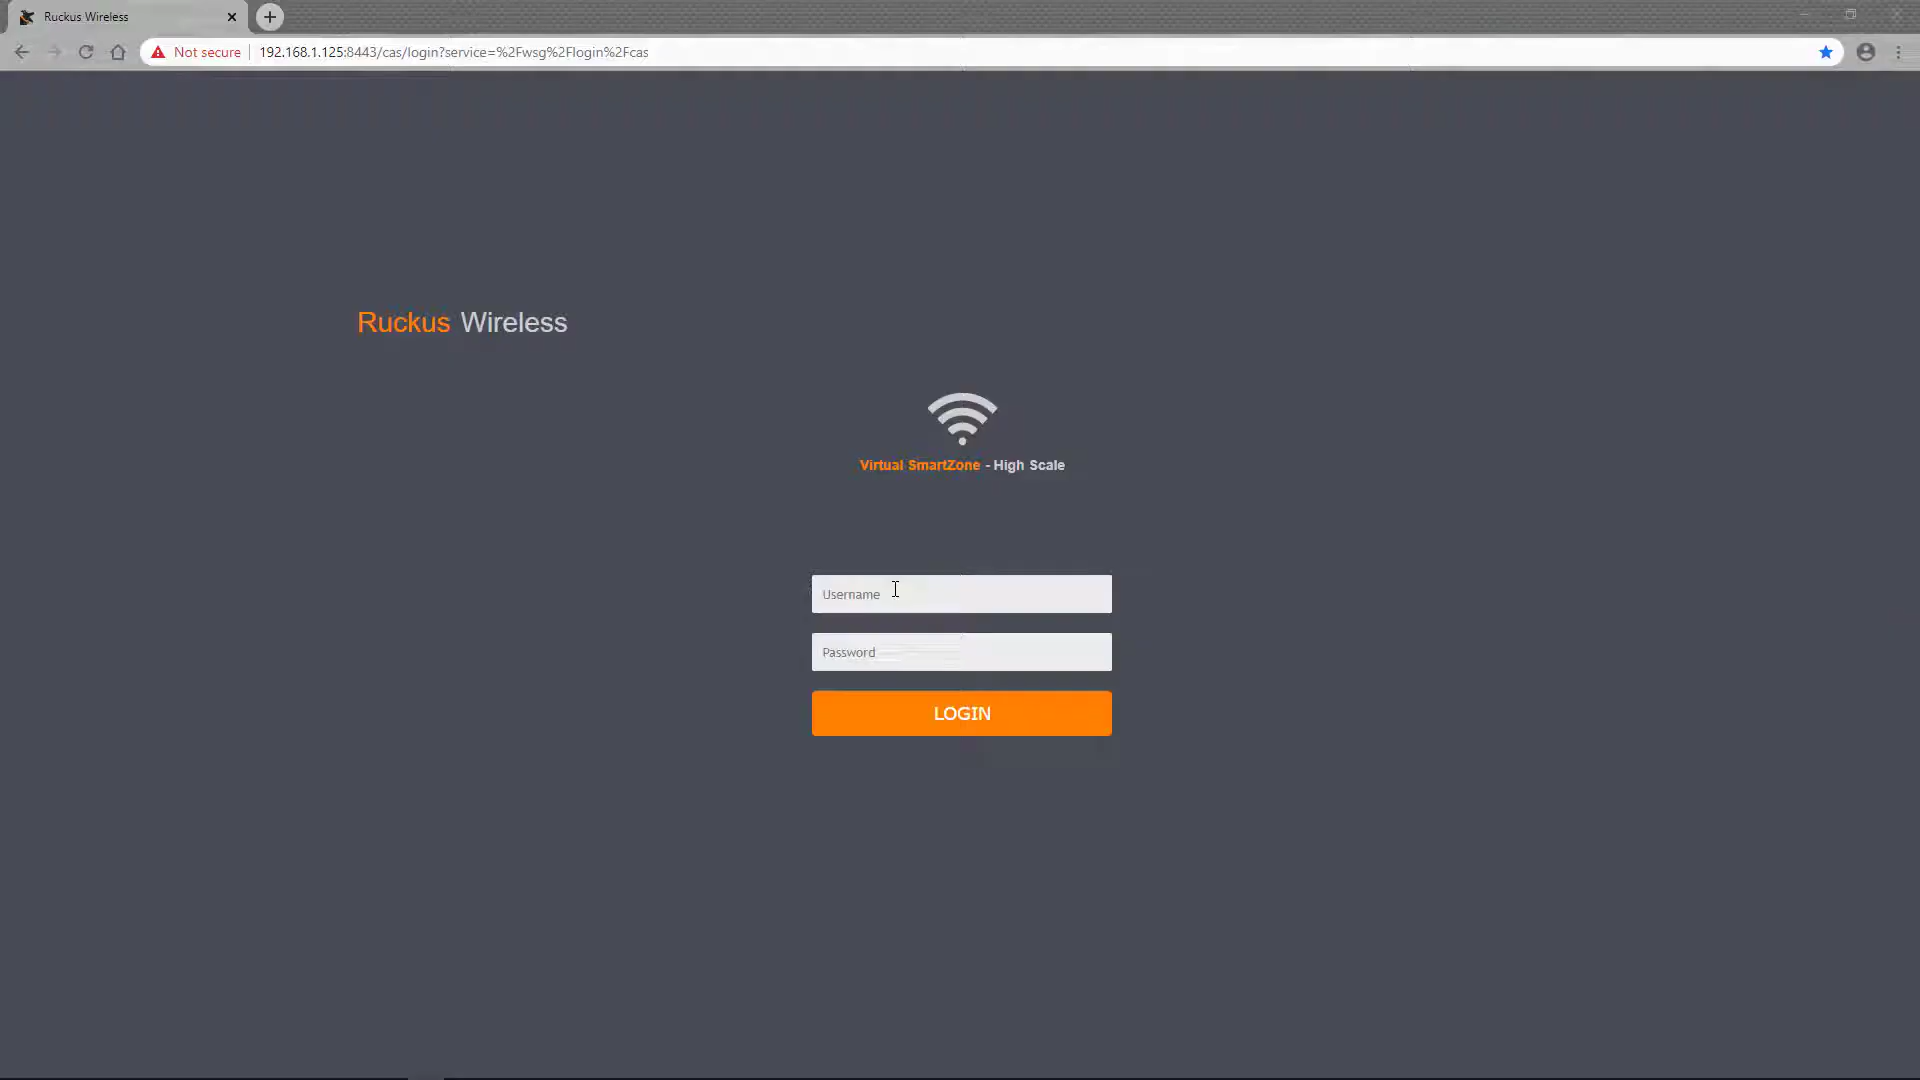 Ruckus Wireless
Not secure
192.168.1.125:8443/cas/login?service=%2Fwsg%2Flogin%2Fcas
Ruckus Wireless
Virtual SmartZone - High Scale
Username
Password
LOGIN